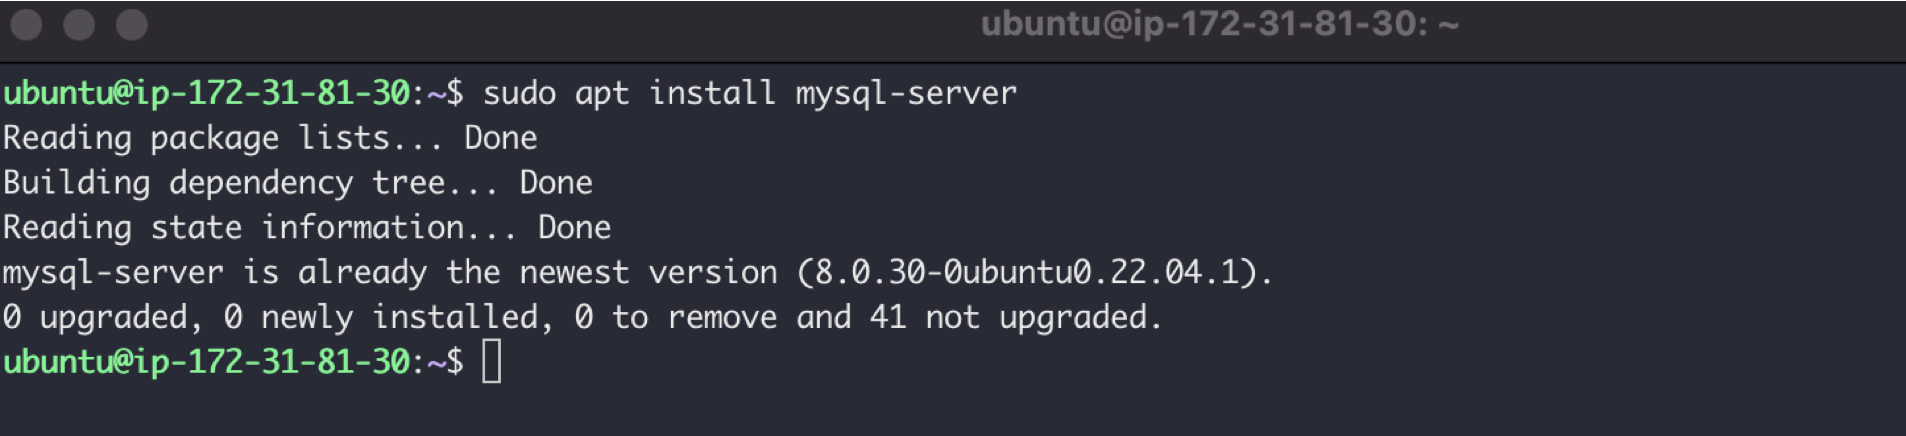 ubuntu@ip-172-31-81-30: ~
ubuntu@ip-172-31-81-30:~$ sudo apt install mysql-server
Reading package lists... Done
Building dependency tree... Done
Reading state information... Done
mysql-server is already the newest version (8.0.30-0ubuntu0.22.04.1).
0 upgraded, 0 newly installed, 0 to remove and 41 not upgraded.
ubuntu@ip-172-31-81-30:~$